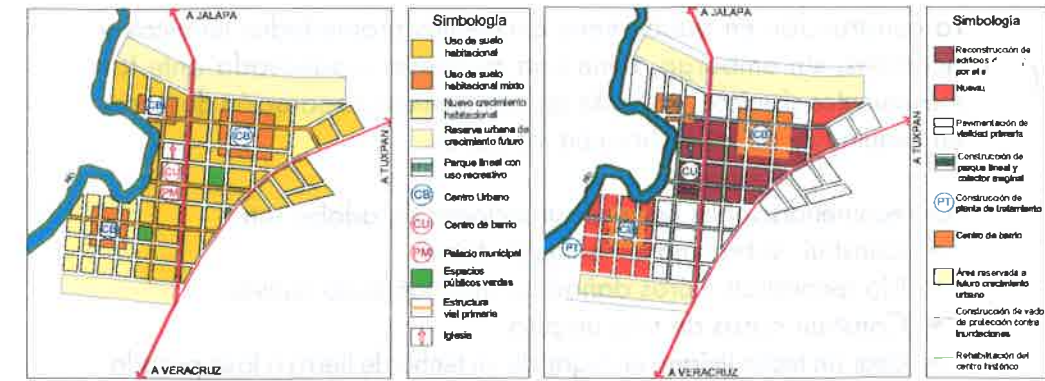 A JALAPA
CB
CB
CU
PM
CB
A TUXPAN
A VERACRUZ
Simbología
Uso de suelo
habitacional
Uso de suelo
habitacional mixto
Nuevo crecimiento
habitacional
Reserva urbana de
crecimiento futuro
Parque lineal con
uso recreativo
CB
Centro Urbano
CU
Centro de barrio
PM
Palacio municipal
Espacios
públicos verdes
Estructura
vial primaria
Iglesia
A JALAPA
CB
CB
CU
CB
PT
A TUXPAN
A VERACRUZ
Simbología
Reconstrucción de
edificios
Pavimentación de
vialidad primaria
Construcción de
parque lineal y
colector marginal
PT
Construcción de
planta de tratamiento
Centro de barrio
Área reservada a
futuro crecimiento
urbano
Construcción de
de protección contra
inundaciones
Rehabilitación del
centro histórico